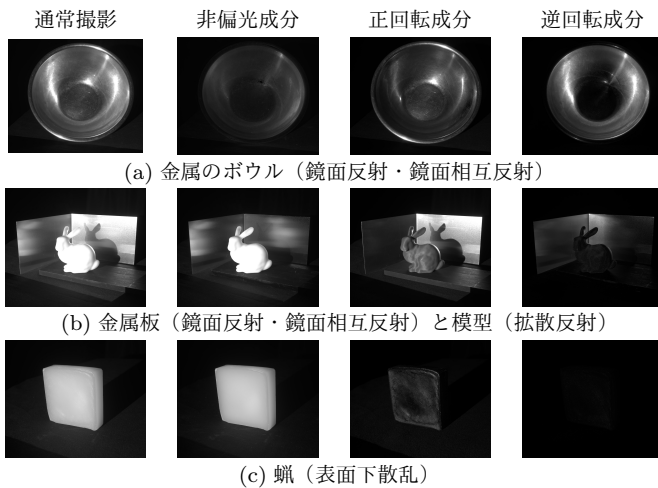 通常撮影 非偏光成分 正回転成分 逆回転成分
(a) 金属のボウル（鏡面反射・鏡面相互反射）
(b) 金属板（鏡面反射・鏡面相互反射）と模型（拡散反射）
(c) 蝋（表面下散乱）